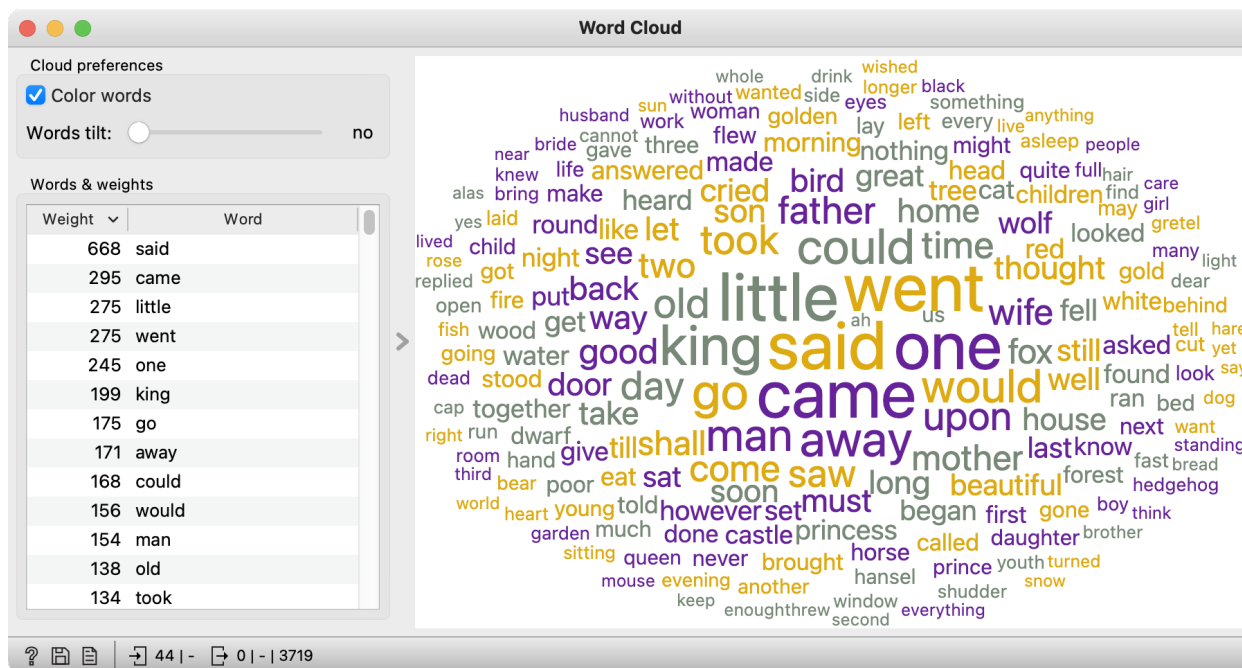 Word Cloud
Cloud preferences
Color words
Words tilt: no
Words & weights
Weight Word
668 said
295 came
275 little
275 went
245 one
199 king
175 go
171 away
168 could
156 would
154 man
138 old
134 took
? 44 | - 0 | - | 3719
wished
whole drink
longer black
without wanted side eyes something
sun
husband work woman golden left every live anything
cannot flew lay
bride gave three morning nothing might asleep people
near
knew life answered made head quite full hair
alas bring make heard cried bird great tree cat children find care
yes laid son father home may girl
round like let wolf gretel
lived child see took could time red looked many
rose night two thought gold light
replied got dear
open fire put back old little went wife fell white behind
fish wood get way ah us tell hare
going water good king said one fox still asked cut yet
dead stood door day go would well found look say
cap together take came upon ran bed dog
right run dwarf shall man away house next want
room hand give till last know standing
third bear eat sat come saw mother forest fast bread
poor soon long beautiful hedgehog
world heart young told however set must began first gone boy think
garden much done castle princess daughter brother
sitting queen never horse called
mouse evening brought prince youth turned
another hansel shudder snow
keep window
enough threw everything
second